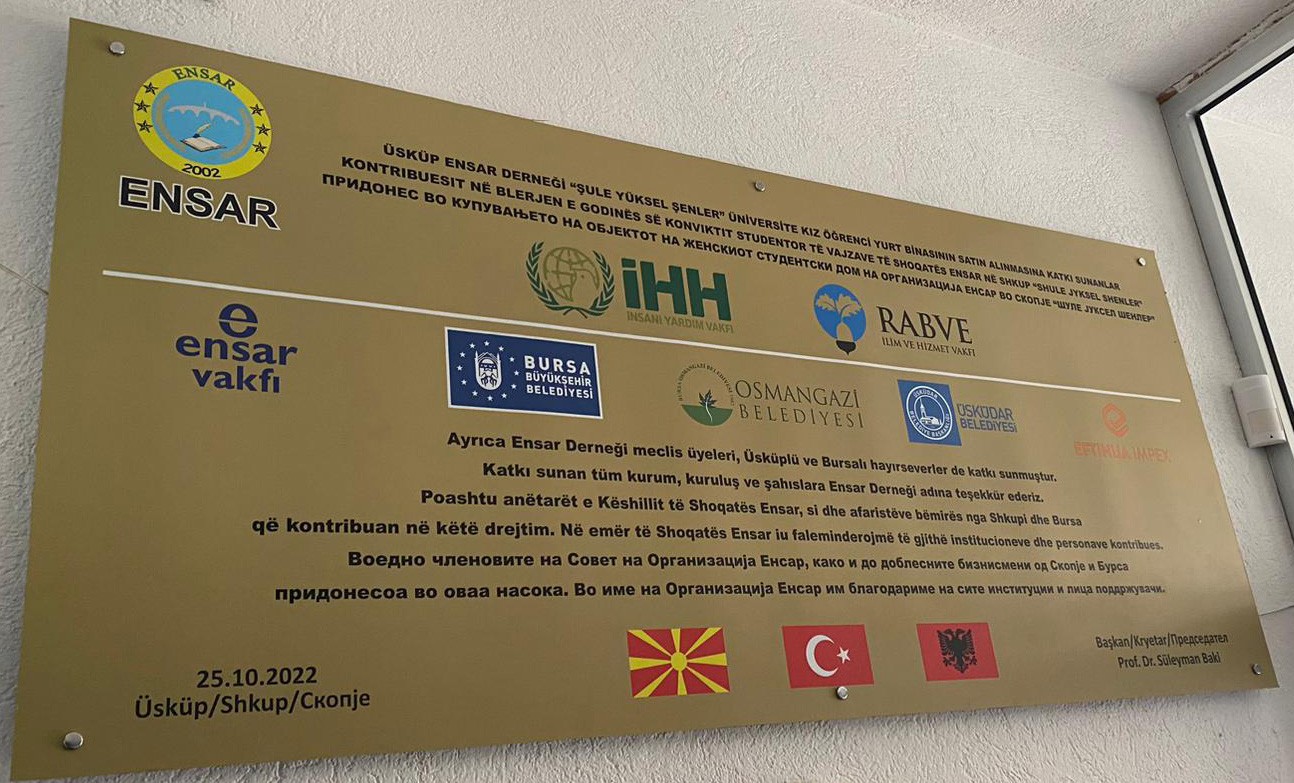 ENSAR
2002
ENSAR
ÜSKÜP ENSAR DERNEĞİ “ŞULE YÜKSEL ŞENLER” ÜNİVERSİTE KIZ ÖĞRENCİ YURT BİNASININ SATIN ALINMASINA KATKI SUNANLAR
KONTRIBUESIT NË BLERJEN E GODINËS SË KONVIKTIT STUDENTOR TË VAJZAVE TË SHOQATËS ENSAR NË SHKUP “SHULE JYKSEL SHENLER”
ПРИДОНЕС ВО КУПУВАЊЕТО НА ОБЈЕКТОТ НА ЖЕНСКИОТ СТУДЕНТСКИ ДОМ НА ОРГАНИЗАЦИЈА ЕНСАР ВО СКОПЈЕ “ШУЛЕ ЈУКСЕЛ ШЕНЛЕР”
iHH
INSANİ YARDIM VAKFI
RABVE
İLİM VE HİZMET VAKFI
e
ensar
vakfı
BURSA
BÜYÜKŞEHİR
BELEDİYESİ
OSMANGAZİ
BELEDİYESİ
ÜSKÜDAR
BELEDİYESİ
EFTIHIJA IMPEX
Ayrıca Ensar Derneği meclis üyeleri, Üsküplü ve Bursalı hayırseverler de katkı sunmuştur.
Katkı sunan tüm kurum, kuruluş ve şahıslara Ensar Derneği adına teşekkür ederiz.
Poashtu anëtarët e Këshillit të Shoqatës Ensar, si dhe afaristëve bëmirës nga Shkupi dhe Bursa
që kontribuan në këtë drejtim. Në emër të Shoqatës Ensar iu faleminderojmë të gjithë institucioneve dhe personave kontribues.
Воедно членовите на Совет на Организација Енсар, како и до доблесните бизнисмени од Скопје и Бурса
придонесоа во оваа насока. Во име на Организација Енсар им благодариме на сите институции и лица поддржувачи.
25.10.2022
Üsküp/Shkup/Скопје
Başkan/Kryetar/Председател
Prof. Dr. Süleyman Baki